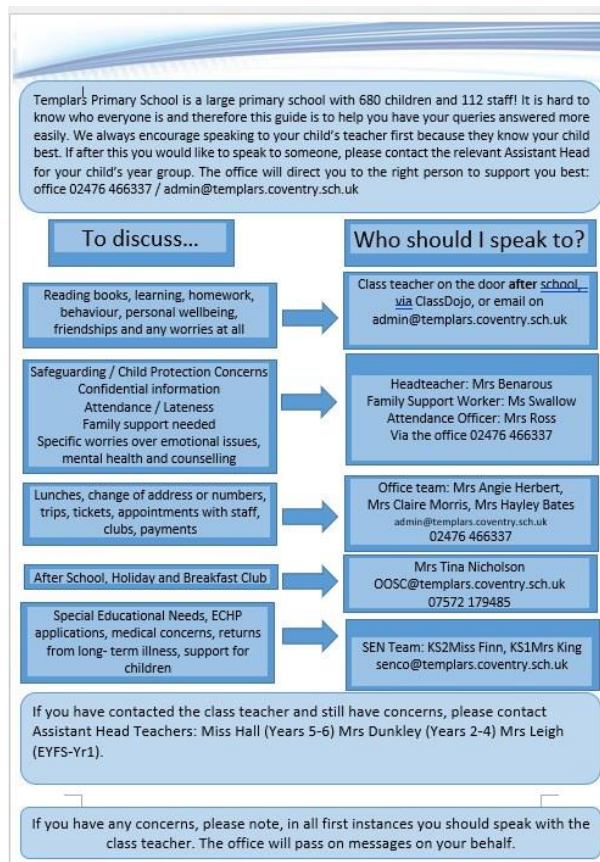 Templars Primary School is a large primary school with 680 children and 112 staff! It is hard to
know who everyone is and therefore this guide is to help you have your queries answered more
easily. We always encourage speaking to your child's teacher first because they know your child
best. If after this you would like to speak to someone, please contact the relevant Assistant Head
for your child's year group. The office will direct you to the right person to support you best:
office 02476 466337 / admin@templars.coventry.sch.uk
To discuss...
Who should I speak to?
Reading books, learning, homework,
behaviour, personal wellbeing,
friendships and any worries at all
Class teacher on the door after school,
via ClassDojo, or email on
admin@templars.coventry.sch.uk
Safeguarding / Child Protection Concerns
Confidential information
Attendance / Lateness
Family support needed
Specific worries over emotional issues,
mental health and counselling
Headteacher: Mrs Benarous
Family Support Worker: Ms Swallow
Attendance Officer: Mrs Ross
Via the office 02476 466337
Lunches, change of address or numbers,
trips, tickets, appointments with staff,
clubs, payments
Office team: Mrs Angie Herbert,
Mrs Claire Morris, Mrs Hayley Bates
admin@templars.coventry.sch.uk
02476 466337
After School, Holiday and Breakfast Club
Mrs Tina Nicholson
OOSC@templars.coventry.sch.uk
07572 179485
Special Educational Needs, ECHP
applications, medical concerns, returns
from long- term illness, support for
children
SEN Team: KS2Miss Finn, KS1Mrs King
senco@templars.coventry.sch.uk
If you have contacted the class teacher and still have concerns, please contact
Assistant Head Teachers: Miss Hall (Years 5-6) Mrs Dunkley (Years 2-4) Mrs Leigh
(EYFS-Yr1).
If you have any concerns, please note, in all first instances you should speak with the
class teacher. The office will pass on messages on your behalf.